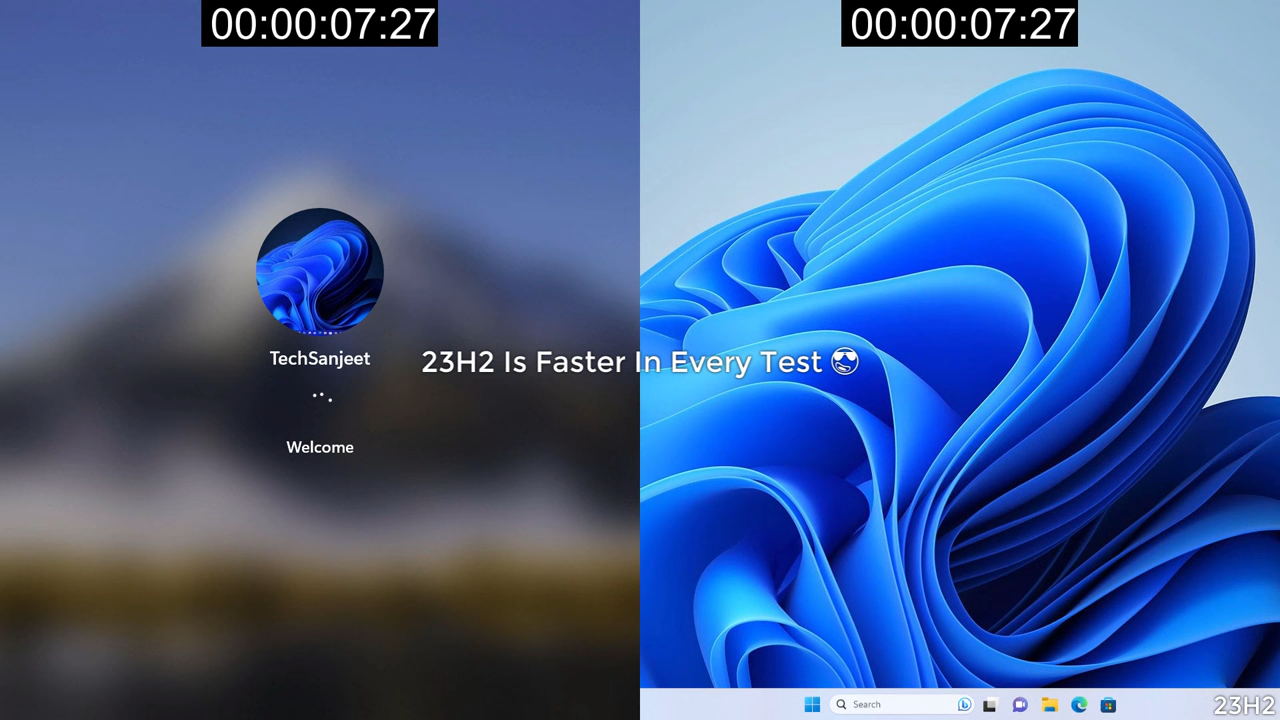 00:00:07:27
00:00:07:27
TechSanjeet
23H2 Is Faster In Every Test 😎
Welcome
Search
23H2